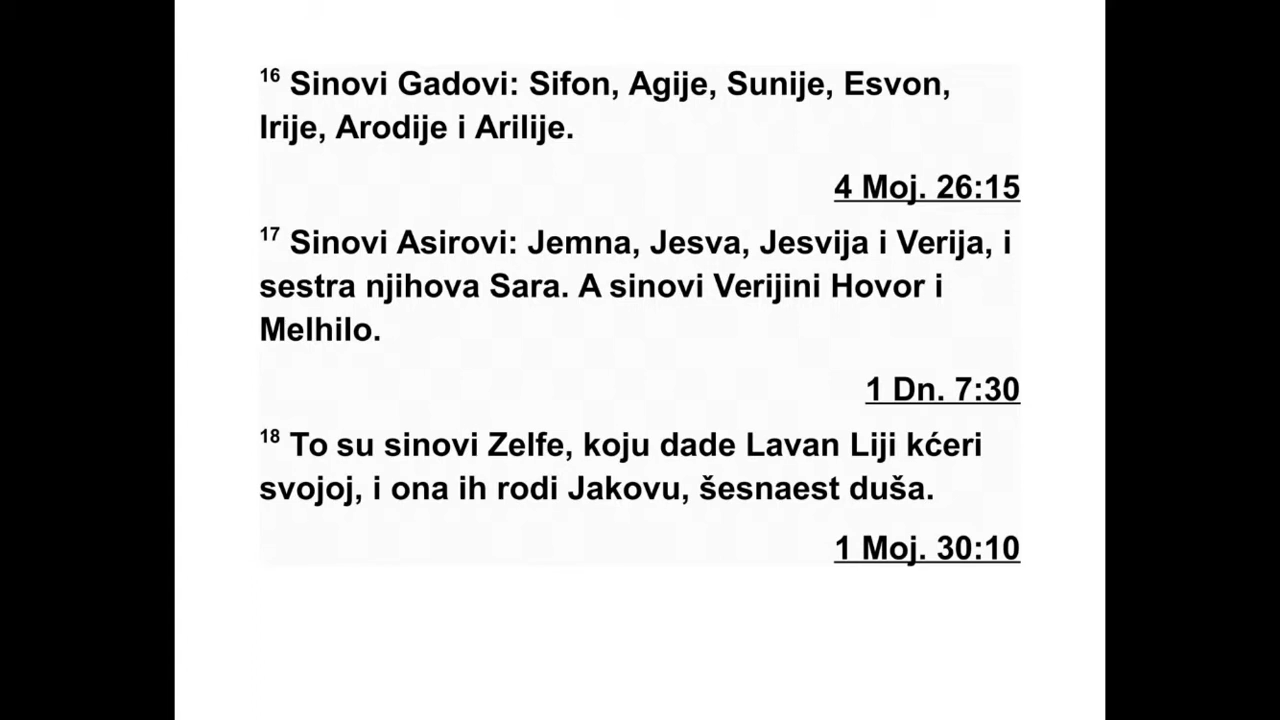 16 Sinovi Gadovi: Sifon, Agije, Sunije, Esvon,
Irije, Arodije i Arilije.
4 Moj. 26:15
17 Sinovi Asirovi: Jemna, Jesva, Jesvija i Verija, i
sestra njihova Sara. A sinovi Verijini Hovor i
Melhilo.
1 Dn. 7:30
18 To su sinovi Zelfe, koju dade Lavan Liji kćeri
svojoj, i ona ih rodi Jakovu, šesnaest duša.
1 Moj. 30:10